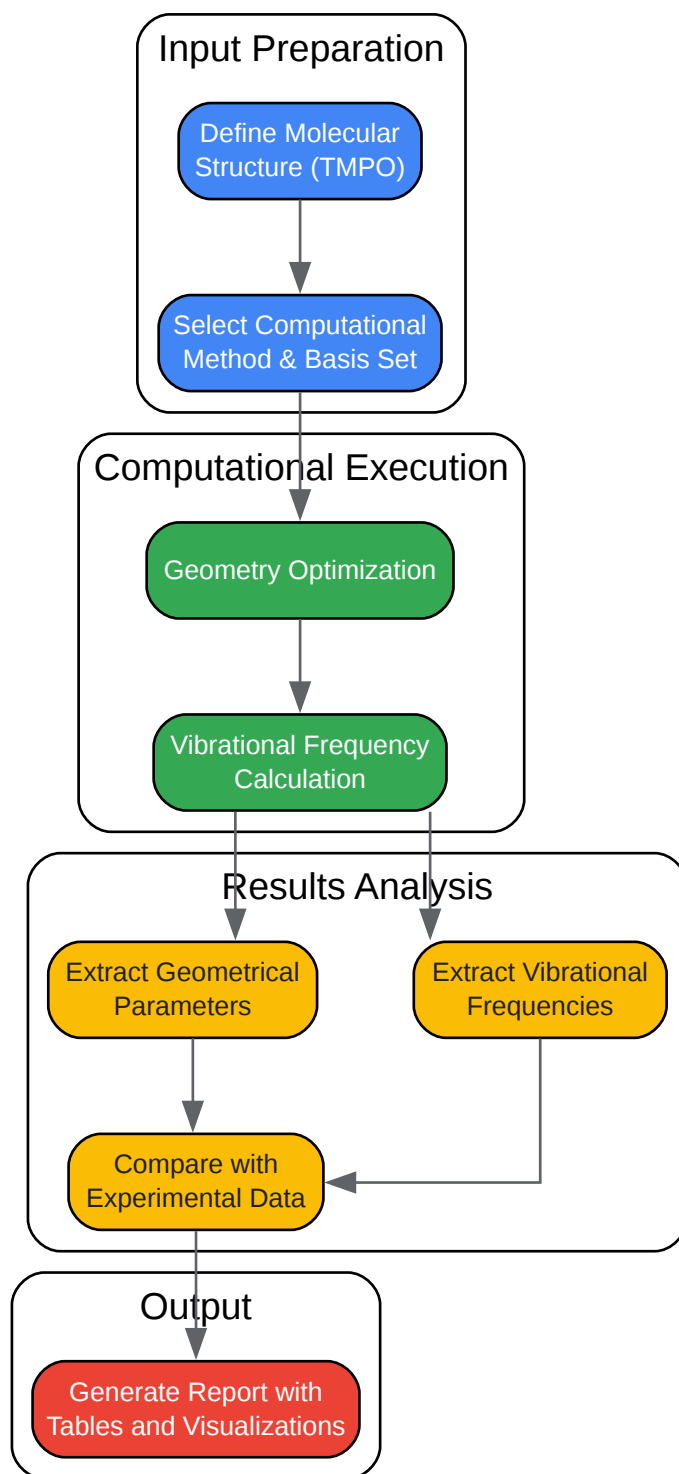 Input Preparation
Define Molecular
Structure (TMPO)
Select Computational
Method & Basis Set
Computational Execution
Geometry Optimization
Vibrational Frequency
Calculation
Results Analysis
Extract Geometrical
Parameters
Extract Vibrational
Frequencies
Compare with
Experimental Data
Output
Generate Report with
Tables and Visualizations